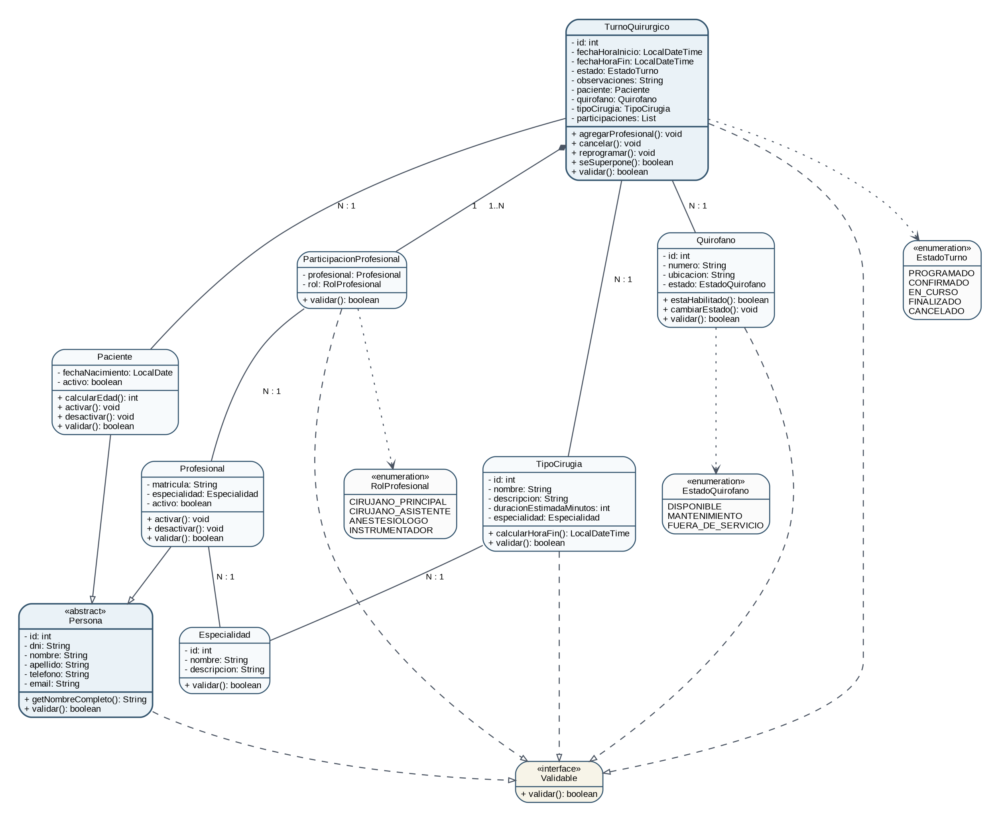 TurnoQuirurgico
- id: int
- fechaHoraInicio: LocalDateTime
- fechaHoraFin: LocalDateTime
- estado: EstadoTurno
- observaciones: String
- paciente: Paciente
- quirofano: Quirofano
- tipoCirugia: TipoCirugia
- participaciones: List
+ agregarProfesional(): void
+ cancelar(): void
+ reprogramar(): void
+ seSuperpone(): boolean
+ validar(): boolean
N : 1
1 1..N
N : 1
N : 1
ParticipacionProfesional
- profesional: Profesional
- rol: RolProfesional
+ validar(): boolean
Quirofano
- id: int
- numero: String
- ubicacion: String
- estado: EstadoQuirofano
+ estaHabilitado(): boolean
+ cambiarEstado(): void
+ validar(): boolean
«enumeration»
EstadoTurno
PROGRAMADO
CONFIRMADO
EN_CURSO
FINALIZADO
CANCELADO
Paciente
- fechaNacimiento: LocalDate
- activo: boolean
+ calcularEdad(): int
+ activar(): void
+ desactivar(): void
+ validar(): boolean
N : 1
Profesional
- matricula: String
- especialidad: Especialidad
- activo: boolean
+ activar(): void
+ desactivar(): void
+ validar(): boolean
«enumeration»
RolProfesional
CIRUJANO_PRINCIPAL
CIRUJANO_ASISTENTE
ANESTESIOLOGO
INSTRUMENTADOR
TipoCirugia
- id: int
- nombre: String
- descripcion: String
- duracionEstimadaMinutos: int
- especialidad: Especialidad
+ calcularHoraFin(): LocalDateTime
+ validar(): boolean
«enumeration»
EstadoQuirofano
DISPONIBLE
MANTENIMIENTO
FUERA_DE_SERVICIO
N : 1
N : 1
«abstract»
Persona
- id: int
- dni: String
- nombre: String
- apellido: String
- telefono: String
- email: String
+ getNombreCompleto(): String
+ validar(): boolean
Especialidad
- id: int
- nombre: String
- descripcion: String
+ validar(): boolean
«interface»
Validable
+ validar(): boolean